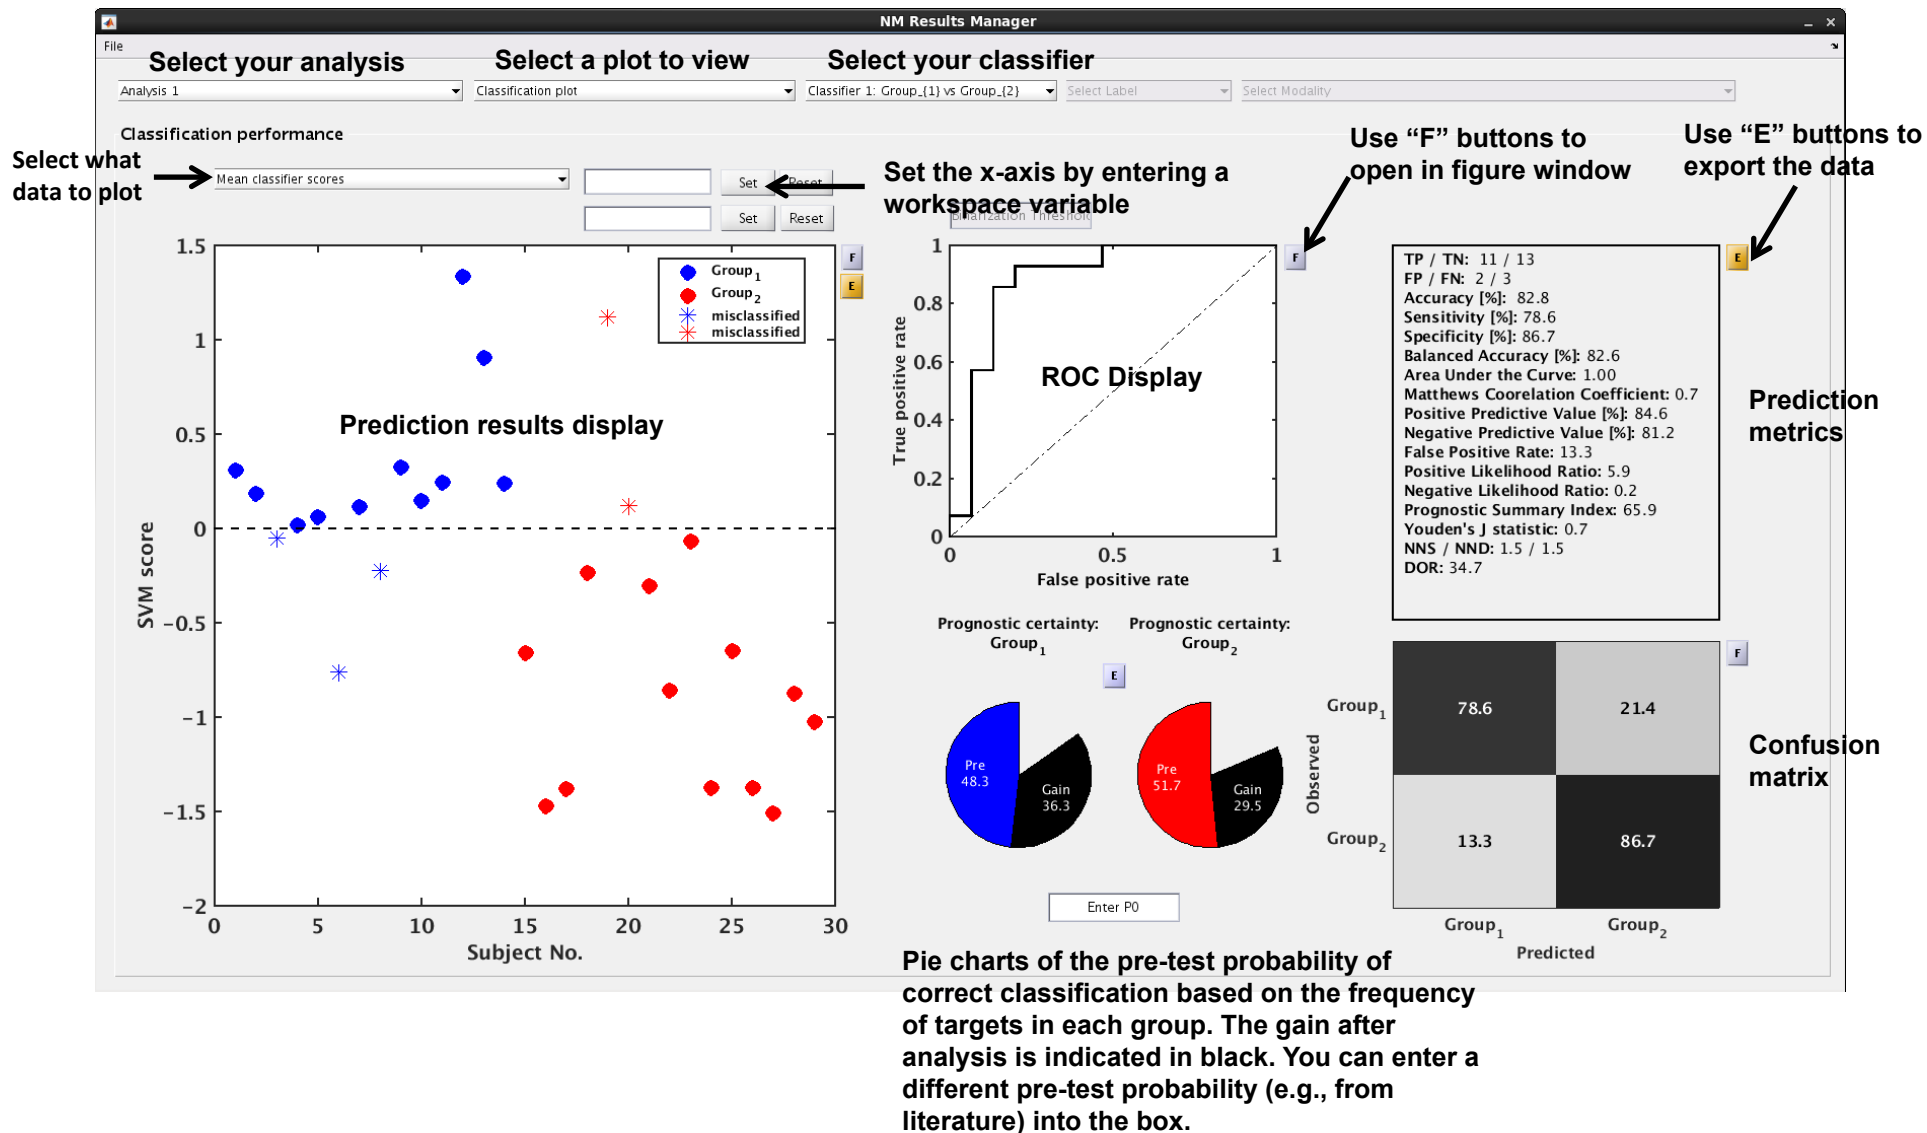 NM Results Manager
File
Select your analysis
Select a plot to view
Select your classifier
Analysis 1
Classification plot
Classifier 1: Group_{1} vs Group_{2}
Select Label
Select Modality
Classification performance
Select what
data to plot
Mean classifier scores
Set
Reset
Set
Reset
Set the x-axis by entering a
workspace variable
Binarization Threshold
Use “F” buttons to
open in figure window
Use “E” buttons to
export the data
F
E
Group1
Group2
misclassified
misclassified
Prediction results display
1.5
1
0.5
0
-0.5
-1
-1.5
-2
SVM score
0 5 10 15 20 25 30
Subject No.
F
ROC Display
1
0.8
0.6
0.4
0.2
0
True positive rate
0 0.5 1
False positive rate
E
TP / TN: 11 / 13
FP / FN: 2 / 3
Accuracy [%]: 82.8
Sensitivity [%]: 78.6
Specificity [%]: 86.7
Balanced Accuracy [%]: 82.6
Area Under the Curve: 1.00
Matthews Coorelation Coefficient: 0.7
Positive Predictive Value [%]: 84.6
Negative Predictive Value [%]: 81.2
False Positive Rate: 13.3
Positive Likelihood Ratio: 5.9
Negative Likelihood Ratio: 0.2
Prognostic Summary Index: 65.9
Youden's J statistic: 0.7
NNS / NND: 1.5 / 1.5
DOR: 34.7
Prediction
metrics
Prognostic certainty:
Group1
Prognostic certainty:
Group2
E
Pre
48.3
Gain
36.3
Pre
51.7
Gain
29.5
Enter P0
F
Observed
Group1
78.6 21.4
Group2
13.3 86.7
Group1 Group2
Predicted
Confusion
matrix
Pie charts of the pre-test probability of
correct classification based on the frequency
of targets in each group. The gain after
analysis is indicated in black. You can enter a
different pre-test probability (e.g., from
literature) into the box.